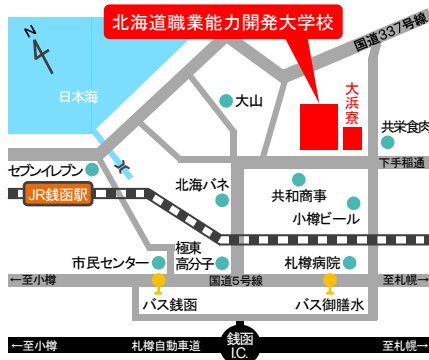 北海道職業能力開発大学校
N
国道337号線
日本海
大山
大浜寮
共栄食肉
セブンイレブン
下手稲通
JR銭函駅
北海バネ
共和商事
小樽ビール
市民センター
極東
高分子
札幌病院
←至小樽
国道5号線
至札幌→
バス銭函
バス御膳水
←至小樽
札樽自動車道
銭函
I.C.
至札幌→